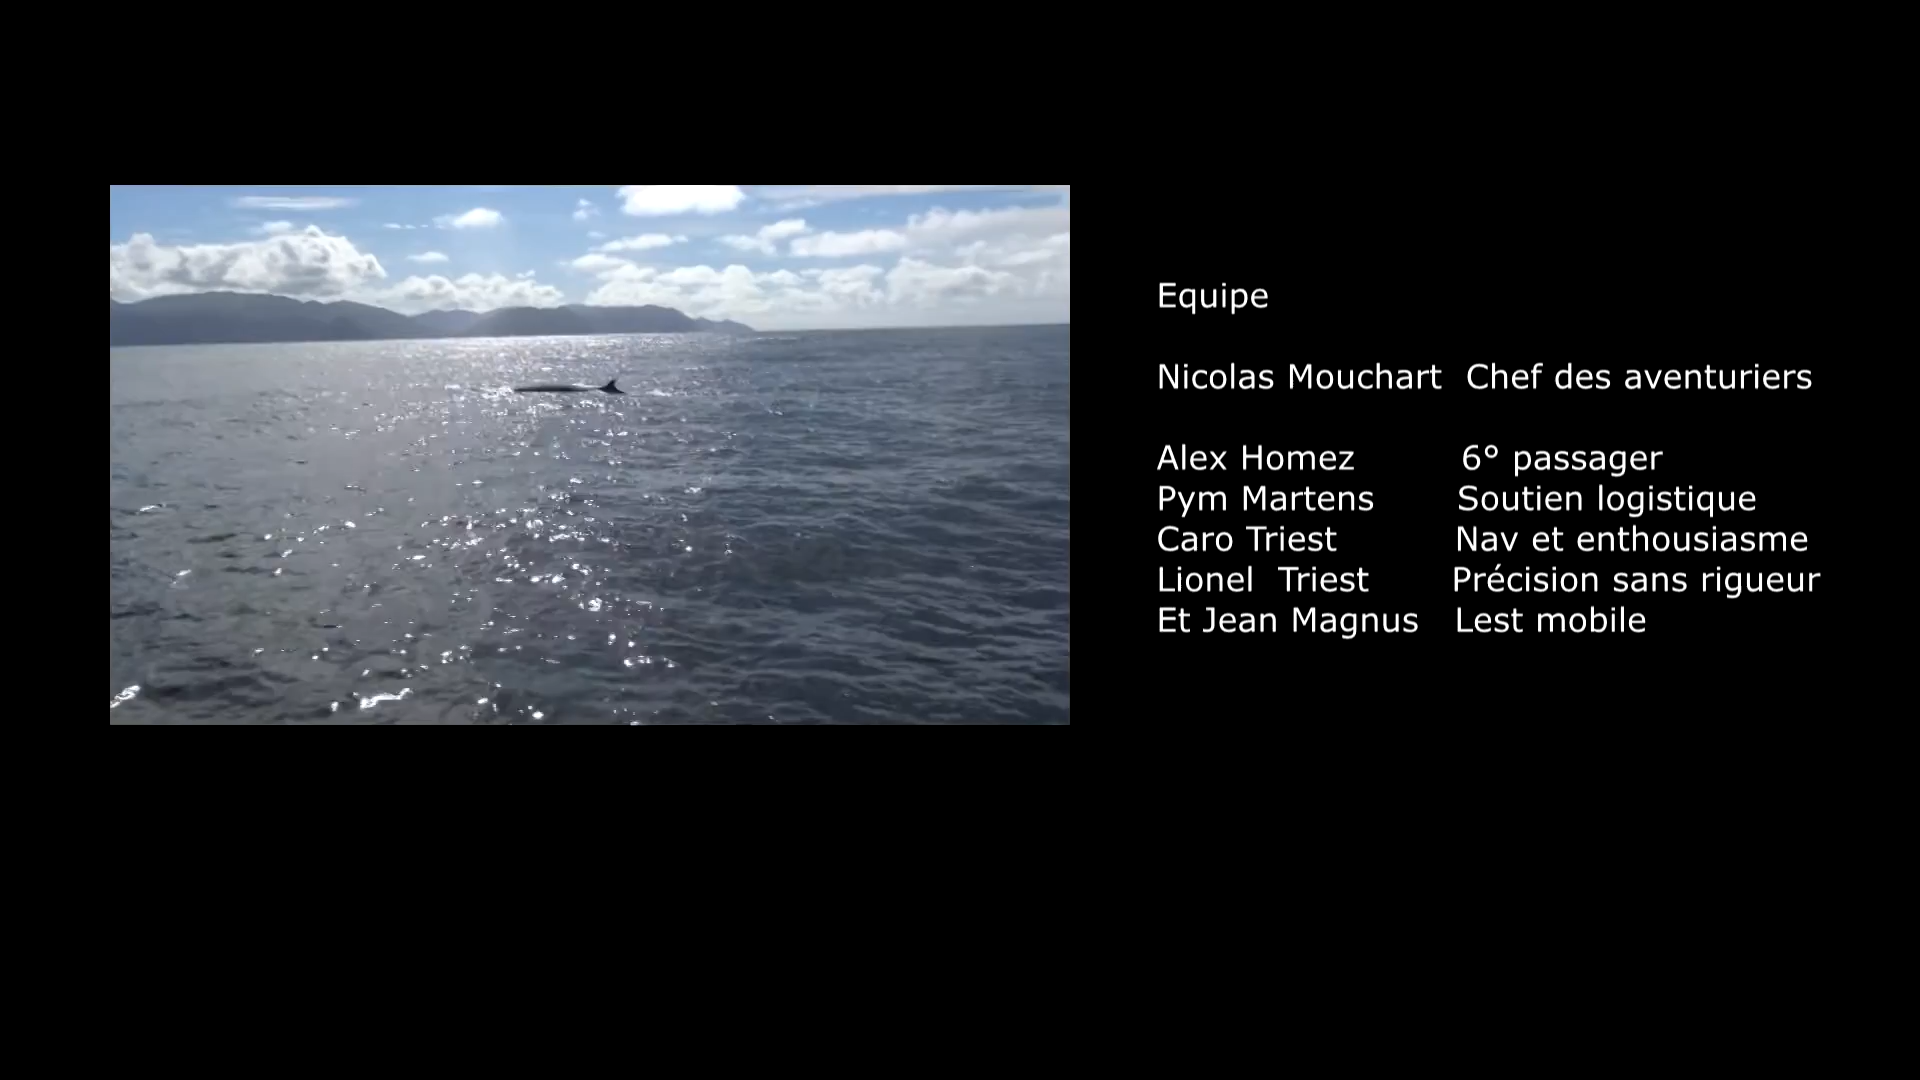 Equipe
Nicolas Mouchart  Chef des aventuriers
Alex Homez  6° passager
Pym Martens  Soutien logistique
Caro Triest  Nav et enthousiasme
Lionel  Triest  Précision sans rigueur
Et Jean Magnus  Lest mobile